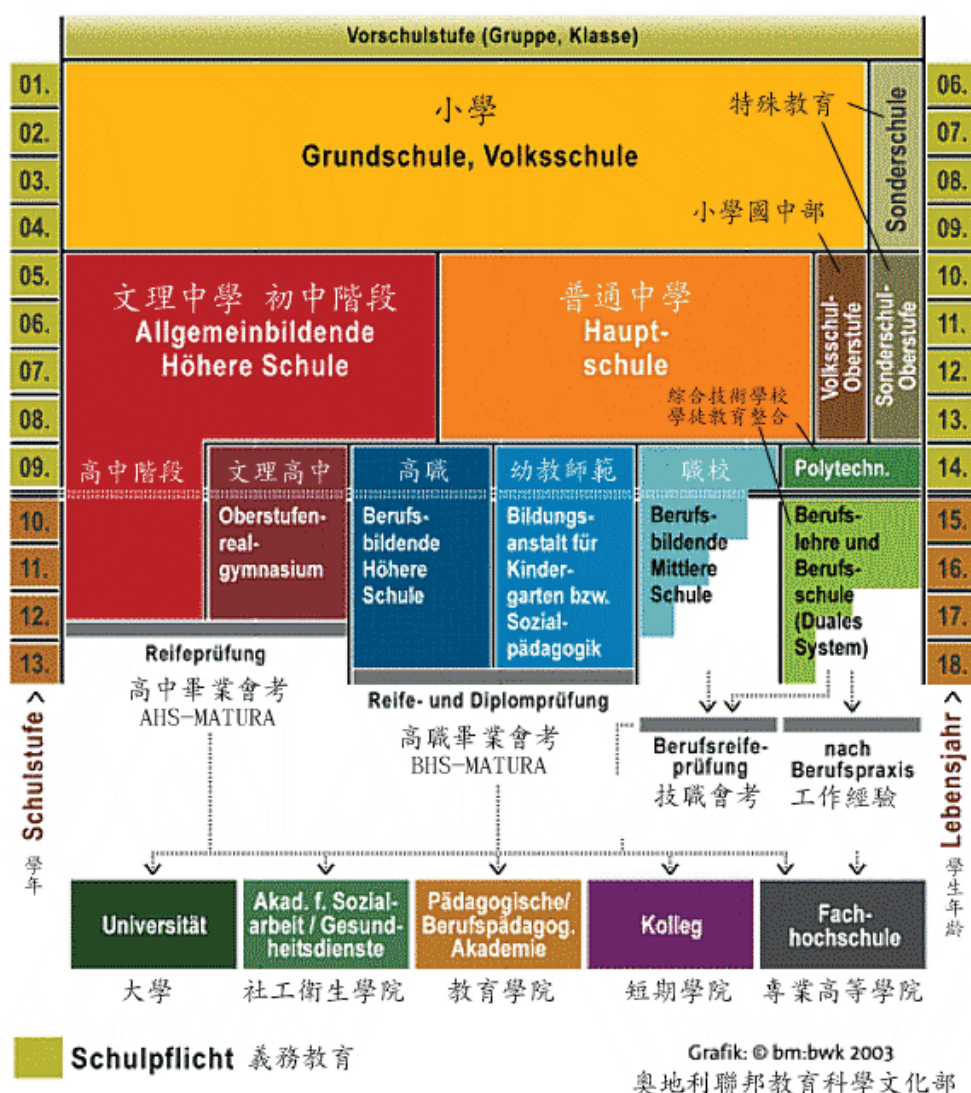 Vorschulstufe (Gruppe, Klasse)
01.
02.
03.
04.
05.
06.
07.
08.
09.
10.
11.
12.
13.
Schulstufe >
學年
06.
07.
08.
09.
10.
11.
12.
13.
14.
15.
16.
17.
18.
Lebensjahr >
學生年齡
小學
Grundschule, Volksschule
特殊教育
Sonderschule
小學國中部
文理中學 初中階段
Allgemeinbildende
Höhere Schule
普通中學
Haupt-
schule
Volksschul-
Oberstufe
Sonderschul-
Oberstufe
綜合技術學校
學徒教育整合
高中階段
文理高中
高職
幼教師範
職校
Polytechn.
Oberstufen-
real-
gymnasium
Berufs-
bildende
Höhere
Schule
Bildungs-
anstalt für
Kinder-
garten bzw.
Sozial-
pädagogik
Berufs-
bildende
Mittlere
Schule
Berufs-
lehre und
Berufs-
schule
(Duales
System)
Reifeprüfung
高中畢業會考
AHS-MATURA
Reife- und Diplomprüfung
高職畢業會考
BHS-MATURA
Berufsreife-
prüfung
技職會考
nach
Berufspraxis
工作經驗
Universität
Akad. f. Sozial-
arbeit / Gesund-
heitsdienste
Pädagogische/
Berufspädagog.
Akademie
Kolleg
Fach-
hochschule
大學
社工衛生學院
教育學院
短期學院
專業高等學院
Schulpflicht 義務教育
Grafik: © bm:bwk 2003
奧地利聯邦教育科學文化部